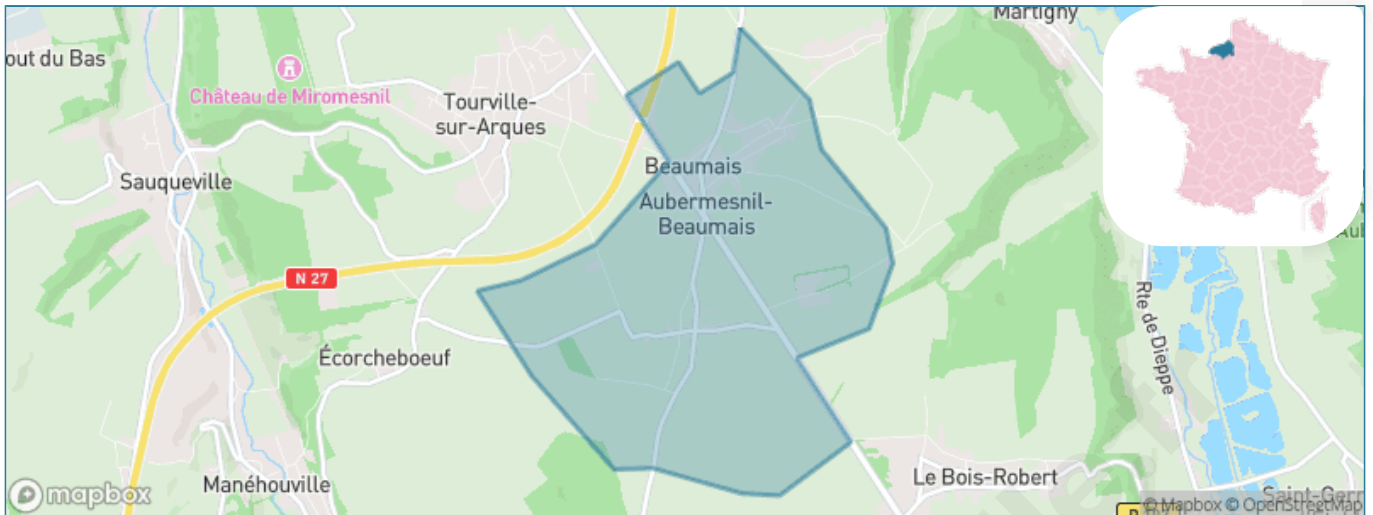 Martigny
out du Bas
Château de Miromesnil
Tourville-
sur-Arques
Beaumais
Sauqueville
Aubermesnil-
Beaumais
N 27
Rte de Dieppe
Écorcheboeuf
Le Bois-Robert
Manéhouville
mapbox
© Mapbox © OpenStreetMap